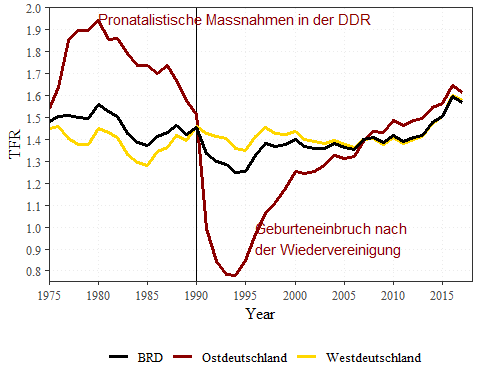 Pronatalistische Massnahmen in der DDR
2.0
1.9
1.8
1.7
1.6
1.5
1.4
1.3
1.2
1.1
1.0
0.9
0.8
TFR
Geburteneinbruch nach
der Wiedervereinigung
1975 1980 1985 1990 1995 2000 2005 2010 2015
Year
BRD Ostdeutschland Westdeutschland